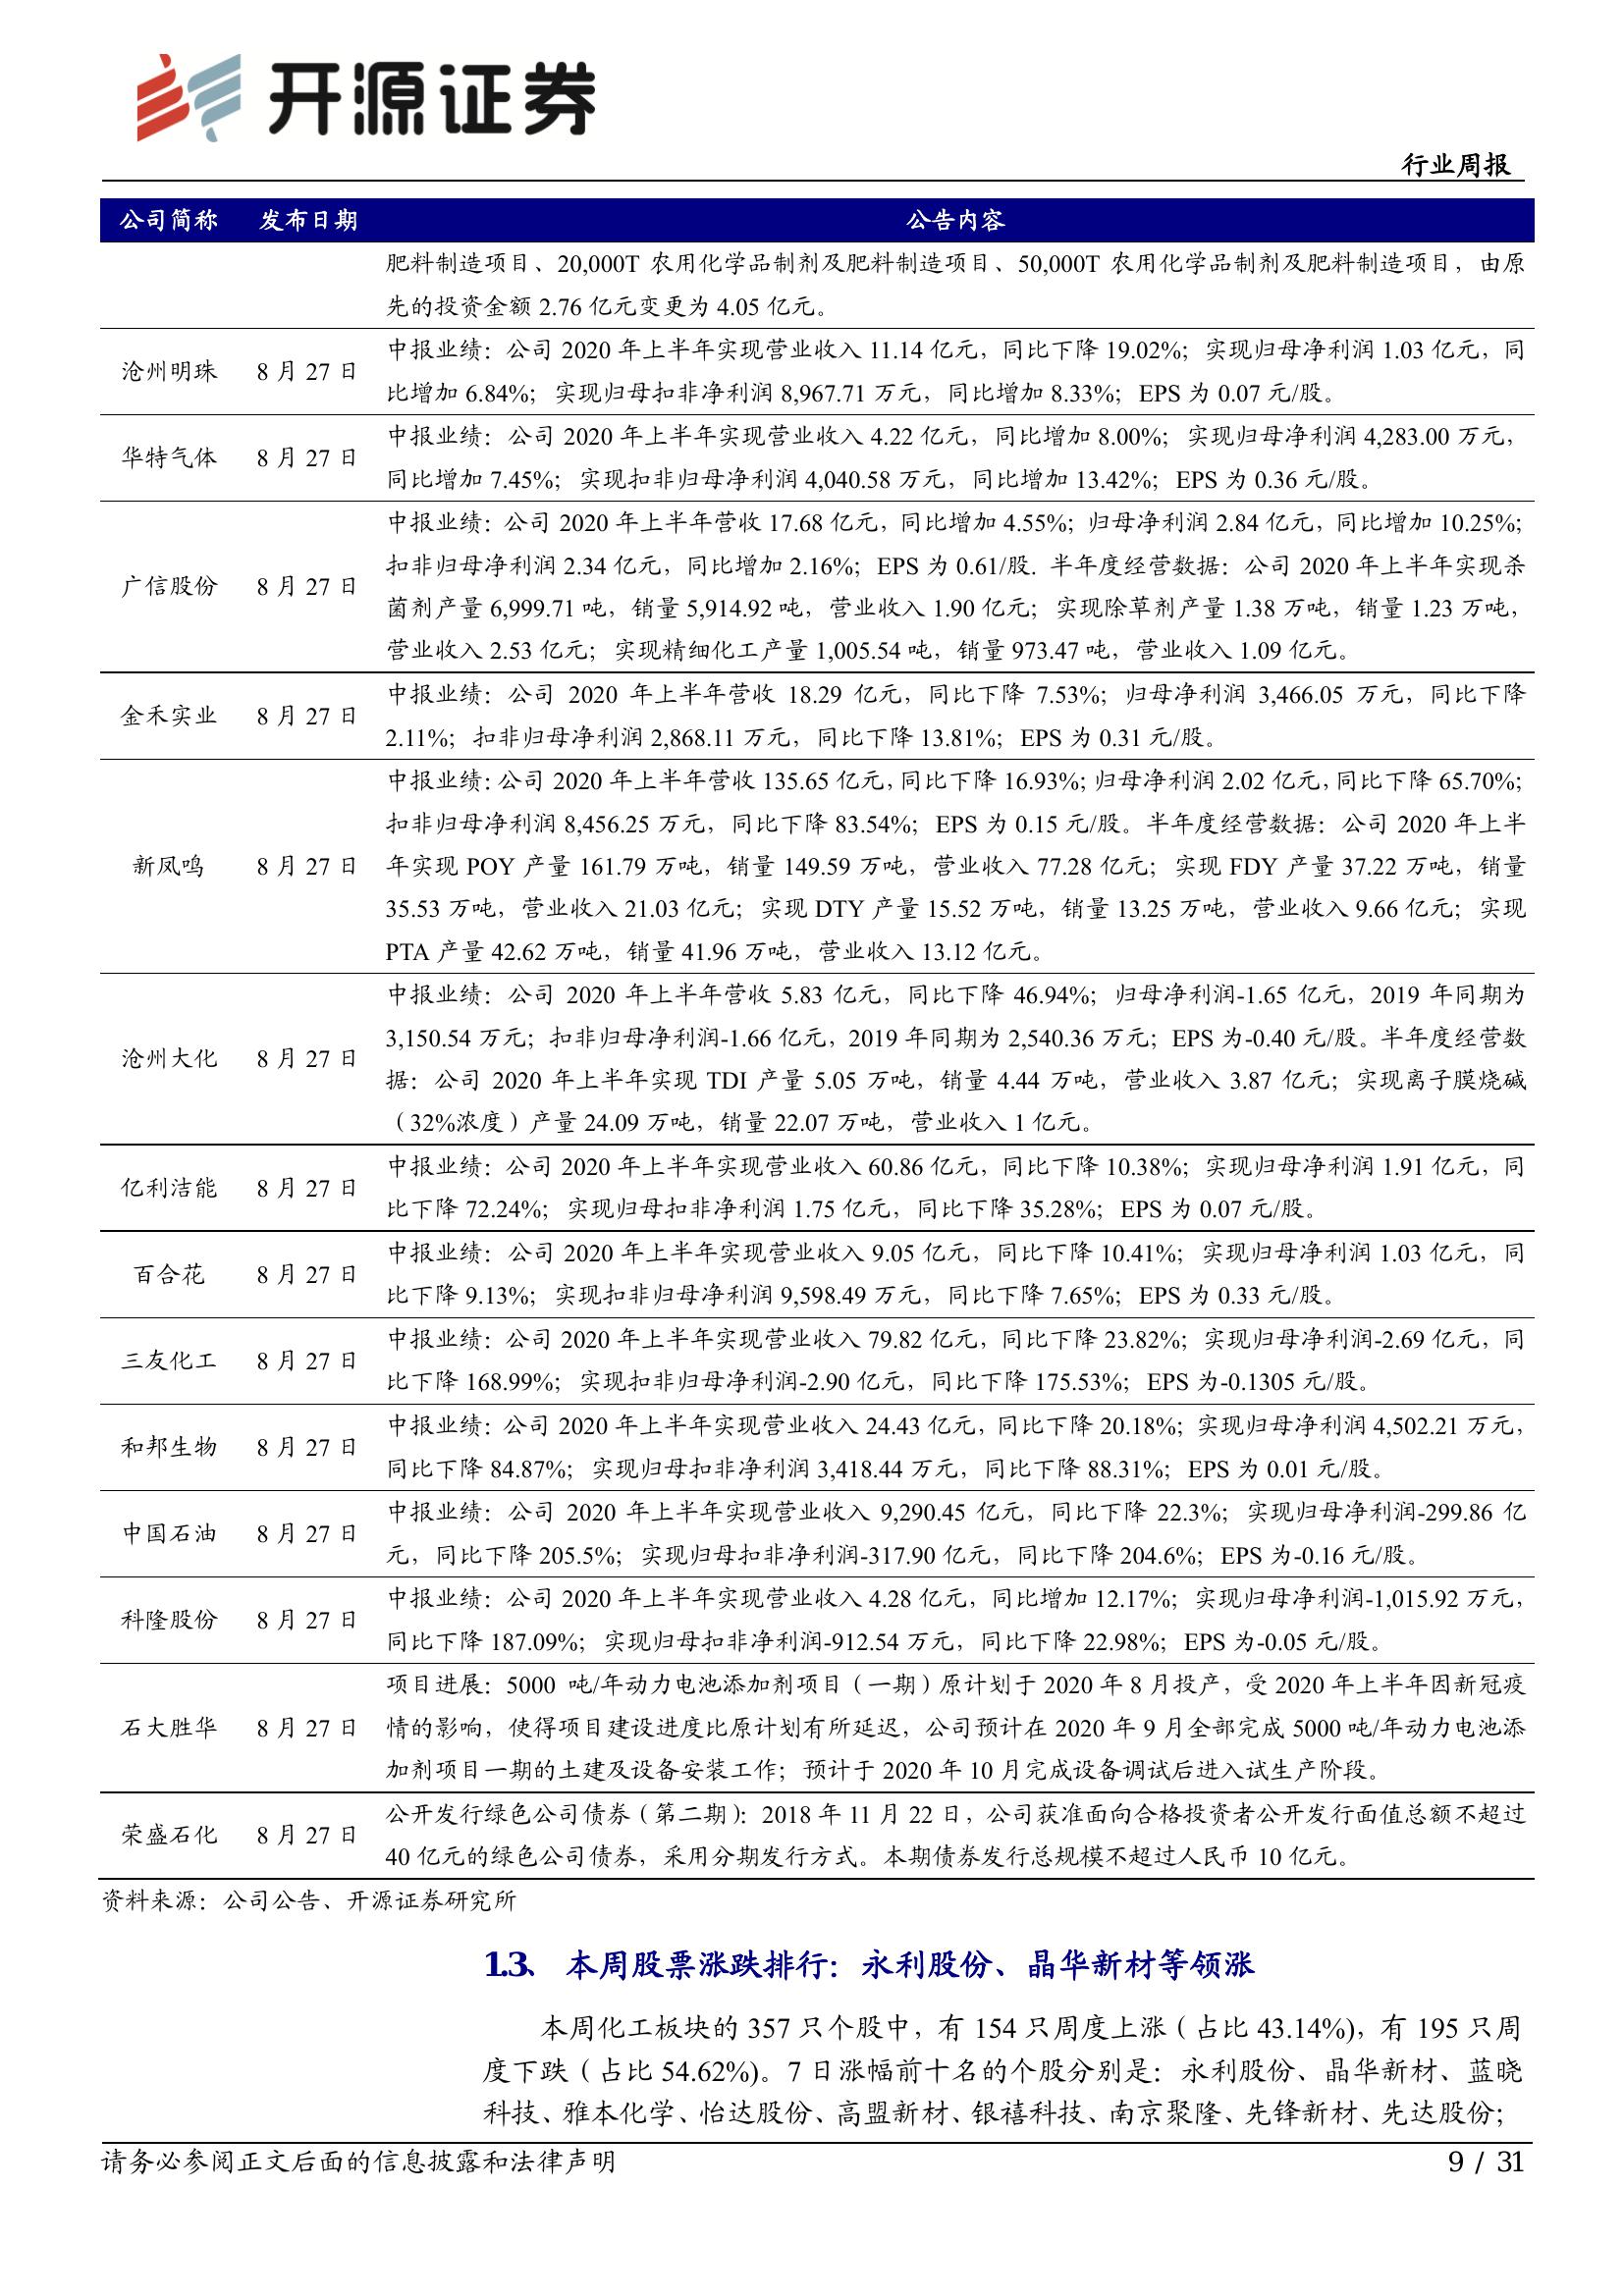 开源证券
行业周报
公司简称 发布日期 公告内容
肥料制造项目、20,000T 农用化学品制剂及肥料制造项目、50,000T 农用化学品制剂及肥料制造项目，由原
先的投资金额 2.76 亿元变更为 4.05 亿元。
沧州明珠 8 月 27 日
中报业绩：公司 2020 年上半年实现营业收入 11.14 亿元，同比下降 19.02%；实现归母净利润 1.03 亿元，同
比增加 6.84%；实现归母扣非净利润 8,967.71 万元，同比增加 8.33%；EPS 为 0.07 元/股。
华特气体 8 月 27 日
中报业绩：公司 2020 年上半年实现营业收入 4.22 亿元，同比增加 8.00%；实现归母净利润 4,283.00 万元，
同比增加 7.45%；实现扣非归母净利润 4,040.58 万元，同比增加 13.42%；EPS 为 0.36 元/股。
广信股份 8 月 27 日
中报业绩：公司 2020 年上半年营收 17.68 亿元，同比增加 4.55%；归母净利润 2.84 亿元，同比增加 10.25%；
扣非归母净利润 2.34 亿元，同比增加 2.16%；EPS 为 0.61/股. 半年度经营数据：公司 2020 年上半年实现杀
菌剂产量 6,999.71 吨，销量 5,914.92 吨，营业收入 1.90 亿元；实现除草剂产量 1.38 万吨，销量 1.23 万吨，
营业收入 2.53 亿元；实现精细化工产量 1,005.54 吨，销量 973.47 吨，营业收入 1.09 亿元。
金禾实业 8 月 27 日
中报业绩：公司 2020 年上半年营收 18.29 亿元，同比下降 7.53%；归母净利润 3,466.05 万元，同比下降
2.11%；扣非归母净利润 2,868.11 万元，同比下降 13.81%；EPS 为 0.31 元/股。
新凤鸣 8 月 27 日
中报业绩：公司 2020 年上半年营收 135.65 亿元，同比下降 16.93%；归母净利润 2.02 亿元，同比下降 65.70%；
扣非归母净利润 8,456.25 万元，同比下降 83.54%；EPS 为 0.15 元/股。半年度经营数据：公司 2020 年上半
年实现 POY 产量 161.79 万吨，销量 149.59 万吨，营业收入 77.28 亿元；实现 FDY 产量 37.22 万吨，销量
35.53 万吨，营业收入 21.03 亿元；实现 DTY 产量 15.52 万吨，销量 13.25 万吨，营业收入 9.66 亿元；实现
PTA 产量 42.62 万吨，销量 41.96 万吨，营业收入 13.12 亿元。
沧州大化 8 月 27 日
中报业绩：公司 2020 年上半年营收 5.83 亿元，同比下降 46.94%；归母净利润-1.65 亿元，2019 年同期为
3,150.54 万元；扣非归母净利润-1.66 亿元，2019 年同期为 2,540.36 万元；EPS 为-0.40 元/股。半年度经营数
据：公司 2020 年上半年实现 TDI 产量 5.05 万吨，销量 4.44 万吨，营业收入 3.87 亿元；实现离子膜烧碱
（32%浓度）产量 24.09 万吨，销量 22.07 万吨，营业收入 1 亿元。
亿利洁能 8 月 27 日
中报业绩：公司 2020 年上半年实现营业收入 60.86 亿元，同比下降 10.38%；实现归母净利润 1.91 亿元，同
比下降 72.24%；实现归母扣非净利润 1.75 亿元，同比下降 35.28%；EPS 为 0.07 元/股。
百合花 8 月 27 日
中报业绩：公司 2020 年上半年实现营业收入 9.05 亿元，同比下降 10.41%；实现归母净利润 1.03 亿元，同
比下降 9.13%；实现扣非归母净利润 9,598.49 万元，同比下降 7.65%；EPS 为 0.33 元/股。
三友化工 8 月 27 日
中报业绩：公司 2020 年上半年实现营业收入 79.82 亿元，同比下降 23.82%；实现归母净利润-2.69 亿元，同
比下降 168.99%；实现扣非归母净利润-2.90 亿元，同比下降 175.53%；EPS 为-0.1305 元/股。
和邦生物 8 月 27 日
中报业绩：公司 2020 年上半年实现营业收入 24.43 亿元，同比下降 20.18%；实现归母净利润 4,502.21 万元，
同比下降 84.87%；实现归母扣非净利润 3,418.44 万元，同比下降 88.31%；EPS 为 0.01 元/股。
中国石油 8 月 27 日
中报业绩：公司 2020 年上半年实现营业收入 9,290.45 亿元，同比下降 22.3%；实现归母净利润-299.86 亿
元，同比下降 205.5%；实现归母扣非净利润-317.90 亿元，同比下降 204.6%；EPS 为-0.16 元/股。
科隆股份 8 月 27 日
中报业绩：公司 2020 年上半年实现营业收入 4.28 亿元，同比增加 12.17%；实现归母净利润-1,015.92 万元，
同比下降 187.09%；实现归母扣非净利润-912.54 万元，同比下降 22.98%；EPS 为-0.05 元/股。
石大胜华 8 月 27 日
项目进展：5000 吨/年动力电池添加剂项目（一期）原计划于 2020 年 8 月投产，受 2020 年上半年因新冠疫
情的影响，使得项目建设进度比原计划有所延迟，公司预计在 2020 年 9 月全部完成 5000 吨/年动力电池添
加剂项目一期的土建及设备安装工作；预计于 2020 年 10 月完成设备调试后进入试生产阶段。
荣盛石化 8 月 27 日
公开发行绿色公司债券（第二期）：2018 年 11 月 22 日，公司获准面向合格投资者公开发行面值总额不超过
40 亿元的绿色公司债券，采用分期发行方式。本期债券发行总规模不超过人民币 10 亿元。
资料来源：公司公告、开源证券研究所
1.3、 本周股票涨跌排行：永利股份、晶华新材等领涨
本周化工板块的 357 只个股中，有 154 只周度上涨（占比 43.14%)，有 195 只周
度下跌（占比 54.62%)。7 日涨幅前十名的个股分别是：永利股份、晶华新材、蓝晓
科技、雅本化学、怡达股份、高盟新材、银禧科技、南京聚隆、先锋新材、先达股份；
请务必参阅正文后面的信息披露和法律声明 9 / 31